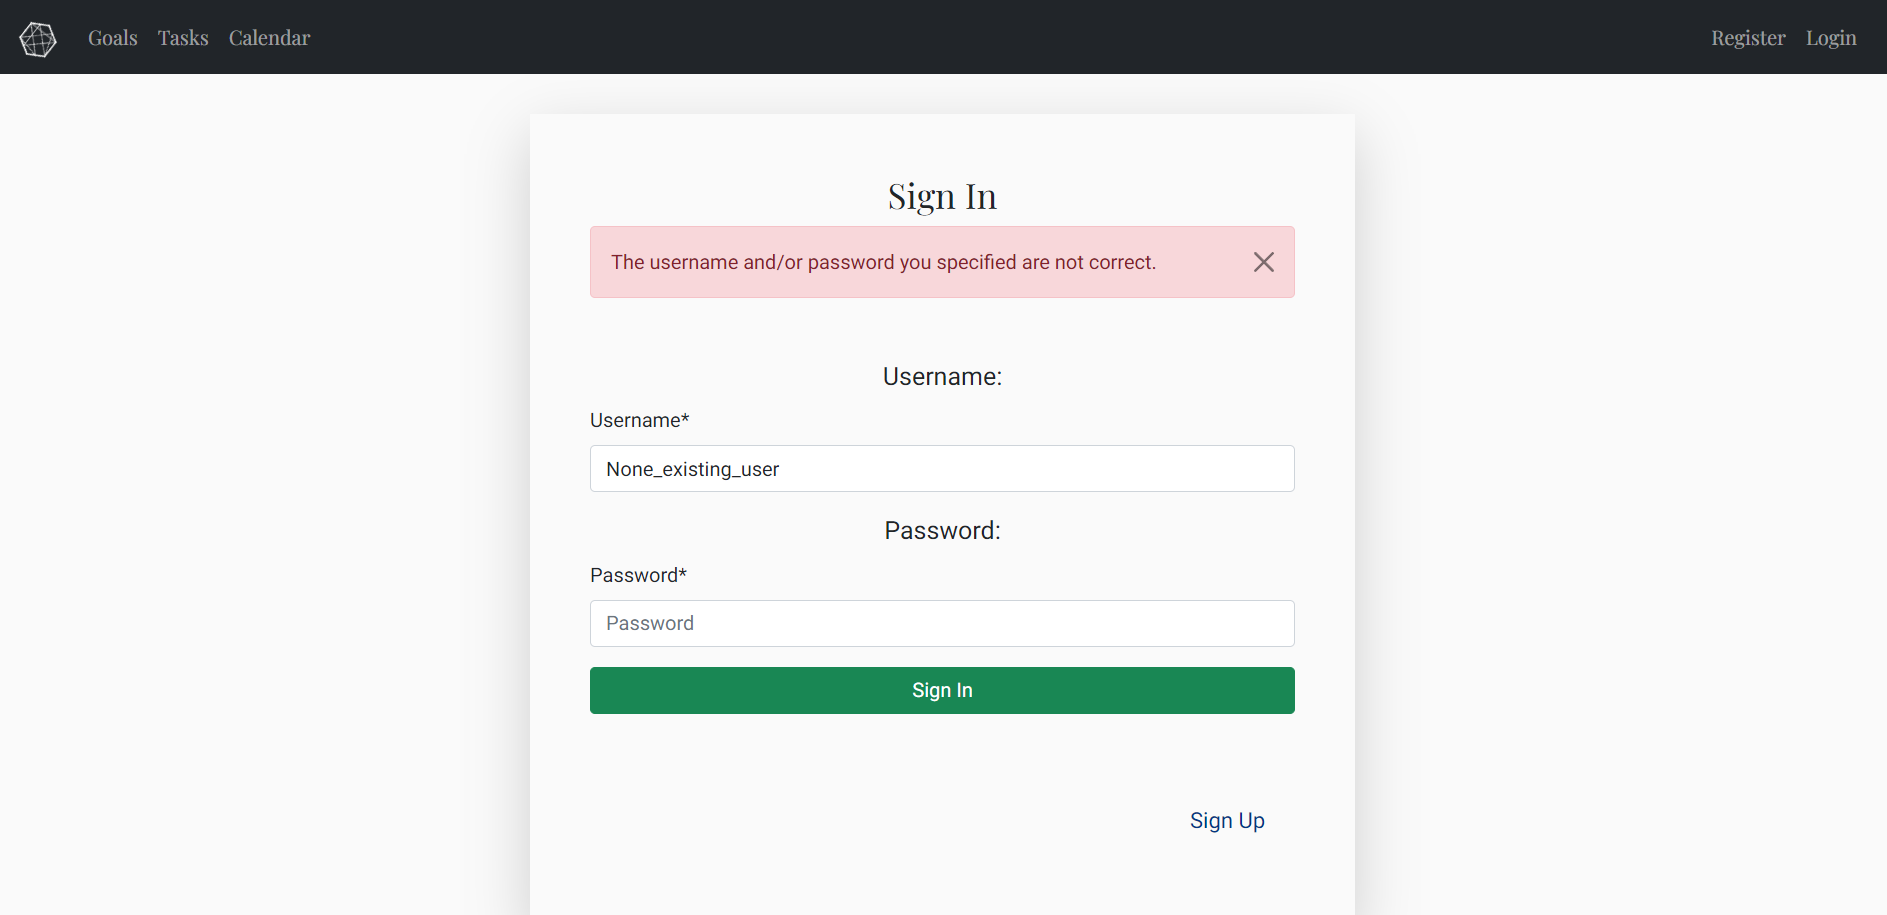 Goals Tasks Calendar Register Login
Sign In
The username and/or password you specified are not correct.
Username:
Username*
None_existing_user
Password:
Password*
Password
Sign In
Sign Up